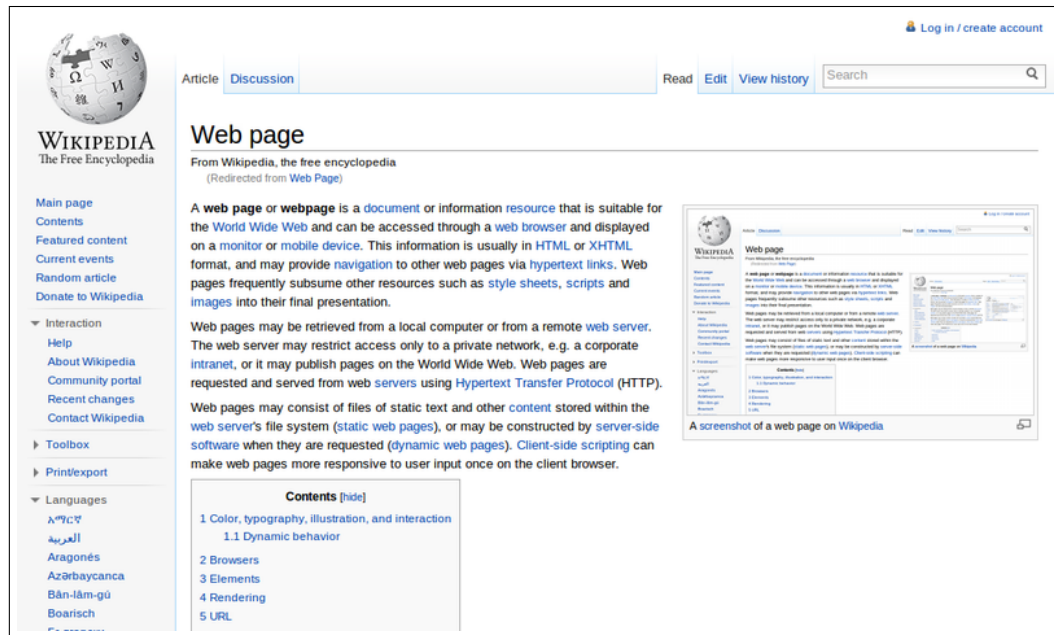 Log in / create account
Article Discussion Read Edit View history Search
WIKIPEDIA
The Free Encyclopedia
Main page
Contents
Featured content
Current events
Random article
Donate to Wikipedia
Interaction
Help
About Wikipedia
Community portal
Recent changes
Contact Wikipedia
Toolbox
Print/export
Languages
አማርኛ
العربية
Aragonés
Azərbaycanca
Bân-lâm-gú
Boarisch
Web page
From Wikipedia, the free encyclopedia
(Redirected from Web Page)
A web page or webpage is a document or information resource that is suitable for
the World Wide Web and can be accessed through a web browser and displayed
on a monitor or mobile device. This information is usually in HTML or XHTML
format, and may provide navigation to other web pages via hypertext links. Web
pages frequently subsume other resources such as style sheets, scripts and
images into their final presentation.
Web pages may be retrieved from a local computer or from a remote web server.
The web server may restrict access only to a private network, e.g. a corporate
intranet, or it may publish pages on the World Wide Web. Web pages are
requested and served from web servers using Hypertext Transfer Protocol (HTTP).
Web pages may consist of files of static text and other content stored within the
web server's file system (static web pages), or may be constructed by server-side
software when they are requested (dynamic web pages). Client-side scripting can
make web pages more responsive to user input once on the client browser.
Contents [hide]
1 Color, typography, illustration, and interaction
1.1 Dynamic behavior
2 Browsers
3 Elements
4 Rendering
5 URL
A screenshot of a web page on Wikipedia